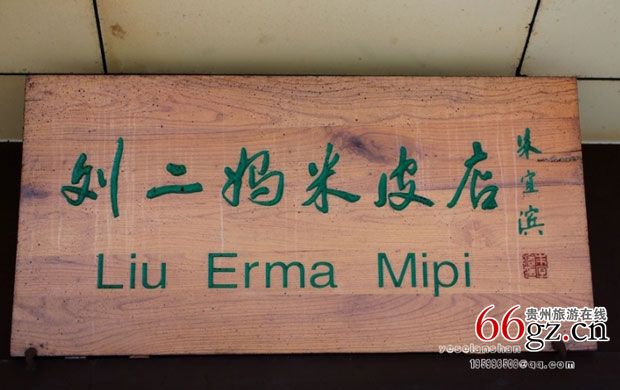 刘二妈米皮店
朱宜滨
Liu Erma Mipi
贵州旅游在线
66gz.cn
yeselanshan